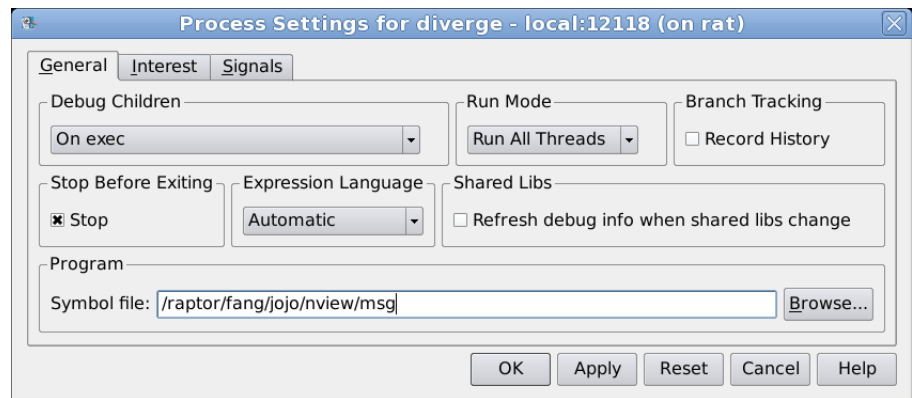 Process Settings for diverge - local:12118 (on rat)
General Interest Signals
Debug Children Run Mode Branch Tracking
On exec Run All Threads Record History
Stop Before Exiting Expression Language Shared Libs
Stop Automatic Refresh debug info when shared libs change
Program
Symbol file: /raptor/fang/jojo/nview/msg Browse...
OK Apply Reset Cancel Help